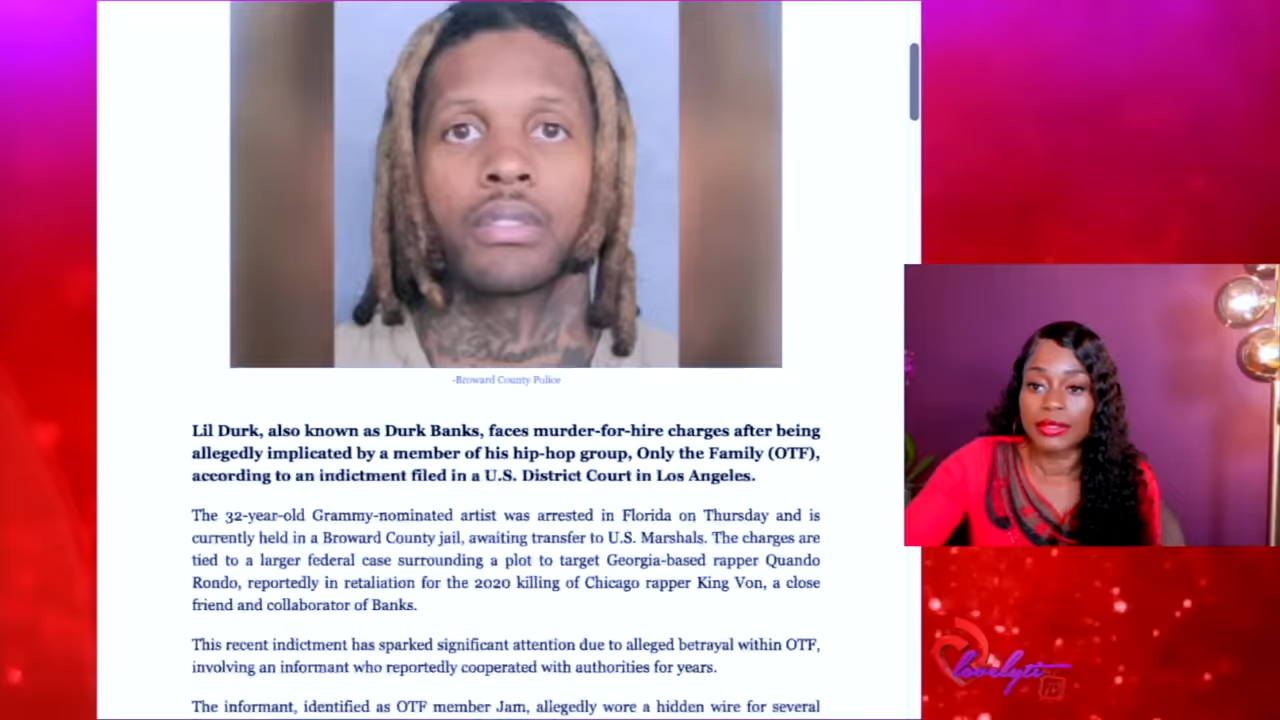 -Broward County Police
Lil Durk, also known as Durk Banks, faces murder-for-hire charges after being
allegedly implicated by a member of his hip-hop group, Only the Family (OTF),
according to an indictment filed in a U.S. District Court in Los Angeles.
The 32-year-old Grammy-nominated artist was arrested in Florida on Thursday and is
currently held in a Broward County jail, awaiting transfer to U.S. Marshals. The charges are
tied to a larger federal case surrounding a plot to target Georgia-based rapper Quando
Rondo, reportedly in retaliation for the 2020 killing of Chicago rapper King Von, a close
friend and collaborator of Banks.
This recent indictment has sparked significant attention due to alleged betrayal within OTF,
involving an informant who reportedly cooperated with authorities for years.
The informant, identified as OTF member Jam, allegedly wore a hidden wire for several
lovelyti
TV